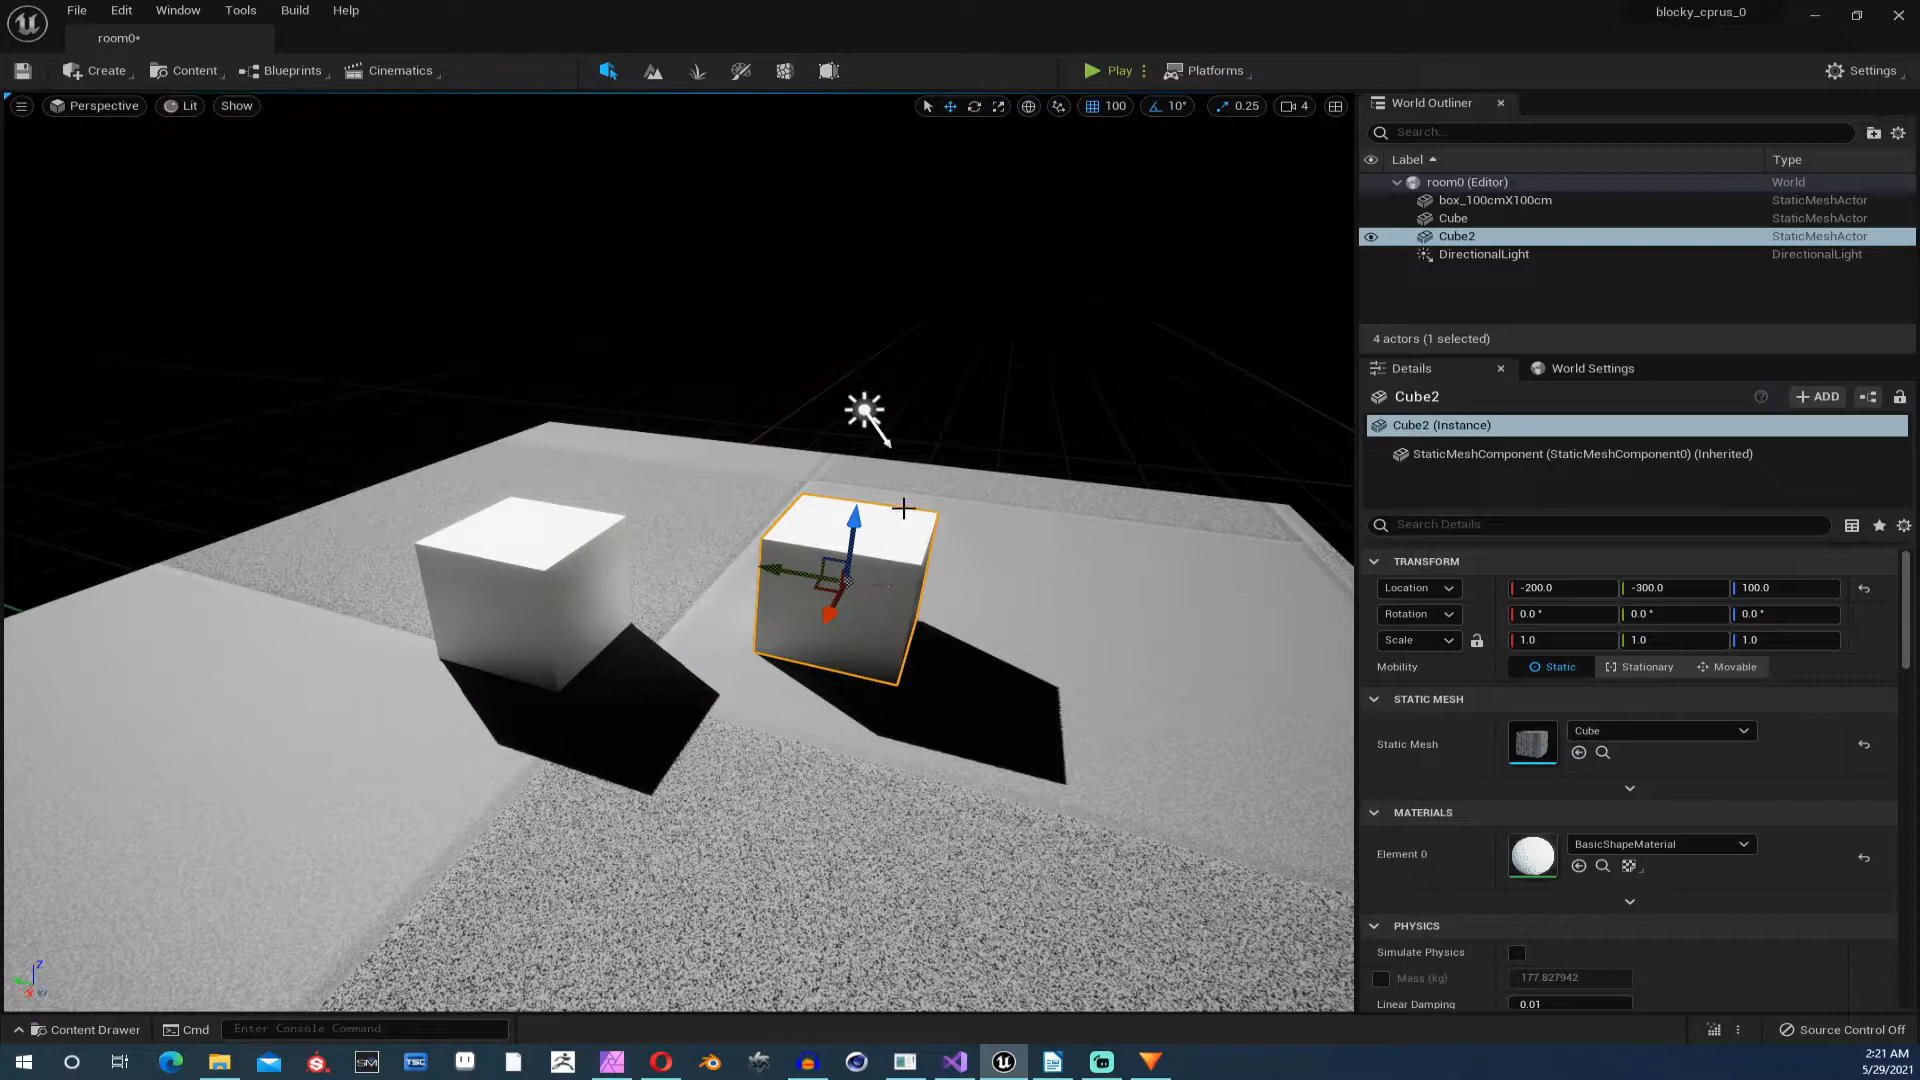 File Edit Window Tools Build Help
blocky_cprus_0
room0*
Create Content Blueprints Cinematics Play Platforms Settings
Perspective Lit Show 100 10° 0.25 4
World Outliner
Search...
Label Type
room0 (Editor) World
box_100cmX100cm StaticMeshActor
Cube StaticMeshActor
Cube2 StaticMeshActor
DirectionalLight DirectionalLight
4 actors (1 selected)
Details World Settings
Cube2 ADD
Cube2 (Instance)
StaticMeshComponent (StaticMeshComponent0) (Inherited)
Search Details
TRANSFORM
Location -200.0 -300.0 100.0
Rotation 0.0° 0.0° 0.0°
Scale 1.0 1.0 1.0
Mobility Static Stationary Movable
STATIC MESH
Static Mesh Cube
MATERIALS
Element 0 BasicShapeMaterial
PHYSICS
Simulate Physics
Mass (kg) 177.827942
Linear Damping 0.01
Z
Content Drawer Cmd Enter Console Command Source Control Off
SM TSC
2:21 AM
5/29/2021